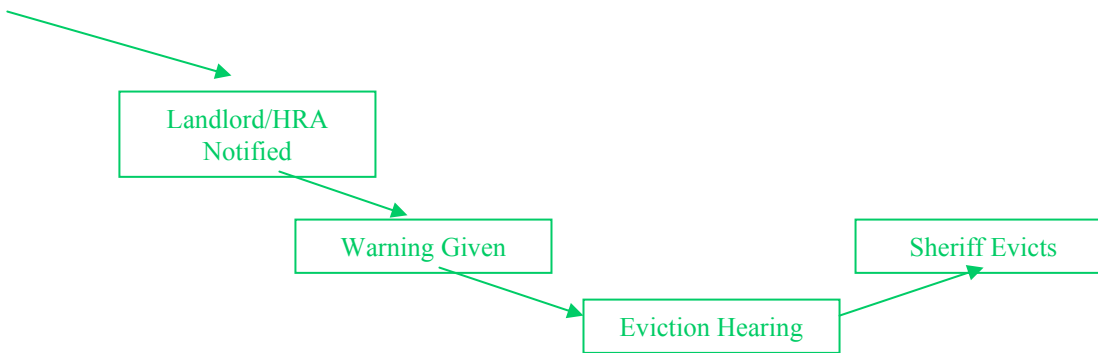 Landlord/HRA
Notified
Warning Given
Sheriff Evicts
Eviction Hearing